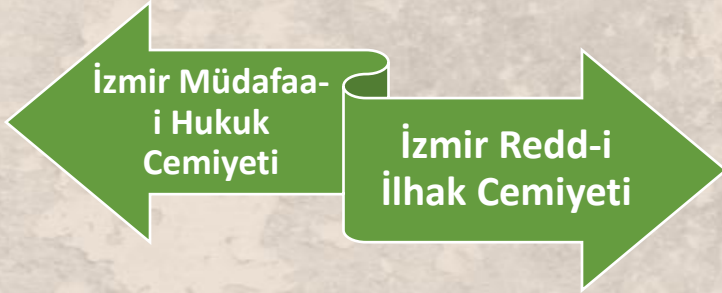 İzmir Müdafaa-
i Hukuk
Cemiyeti
İzmir Redd-i
İlhak Cemiyeti